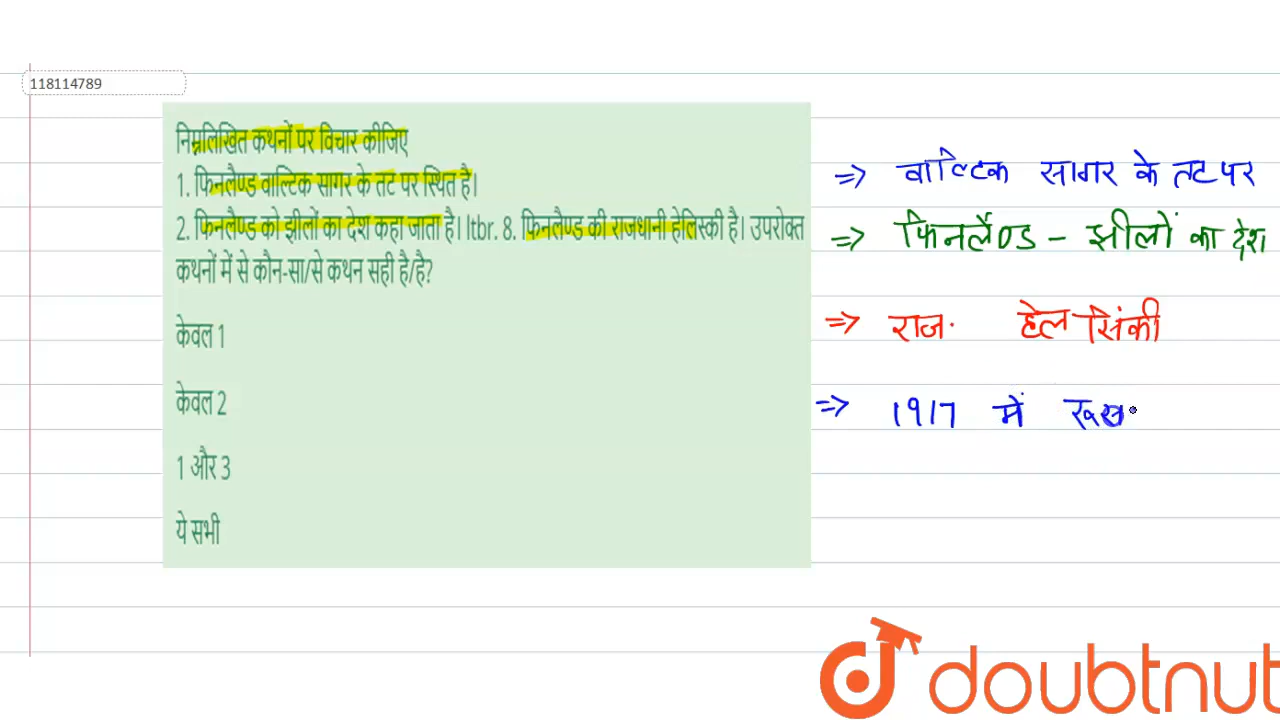 118114789
निम्नलिखित कथनों पर विचार कीजिए
1. फिनलैण्ड वाल्टिक सागर के तट पर स्थित है।
2. फिनलैण्ड को झीलों का देश कहा जाता है। ltbr. 8. फिनलैण्ड की राजधानी हेलिस्की है। उपरोक्त
कथनों में से कौन-सा/से कथन सही है/है?
केवल 1
केवल 2
1 और 3
ये सभी
⇒ वाल्टिक सागर के तट पर
⇒ फिनलैण्ड - झीलों का देश
⇒ राज. हेलसिंकी
⇒ 1917 में
doubtnut